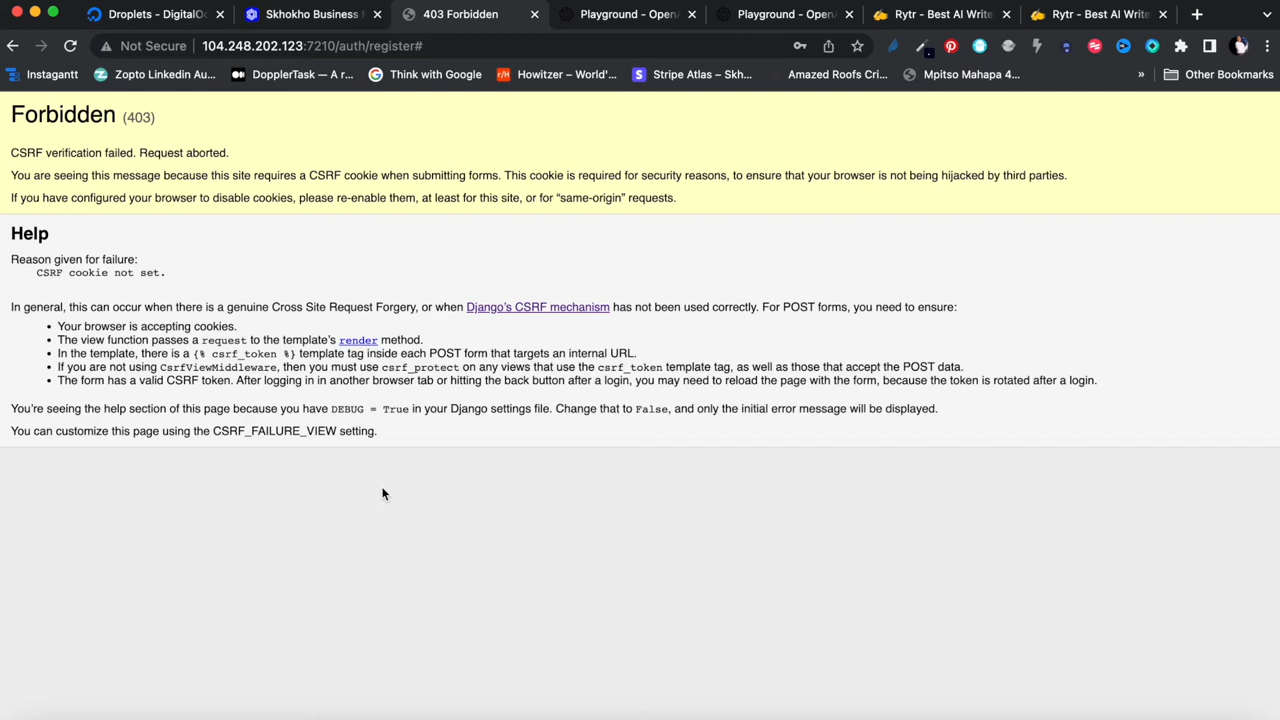 Droplets - DigitalOc
Skhokho Business M
403 Forbidden
Playground - OpenA
Playground - OpenA
Rytr - Best AI Write
Rytr - Best AI Write
Not Secure
104.248.202.123:7210/auth/register#
Instagantt
Zopto Linkedin Au...
DopplerTask — A r...
Think with Google
Howitzer – World'...
Stripe Atlas – Skh...
Amazed Roofs Cri...
Mpitso Mahapa 4...
»
Other Bookmarks
Forbidden (403)
CSRF verification failed. Request aborted.
You are seeing this message because this site requires a CSRF cookie when submitting forms. This cookie is required for security reasons, to ensure that your browser is not being hijacked by third parties.
If you have configured your browser to disable cookies, please re-enable them, at least for this site, or for “same-origin” requests.
Help
Reason given for failure:
CSRF cookie not set.
In general, this can occur when there is a genuine Cross Site Request Forgery, or when Django’s CSRF mechanism has not been used correctly. For POST forms, you need to ensure:
• Your browser is accepting cookies.
• The view function passes a request to the template’s render method.
• In the template, there is a {% csrf_token %} template tag inside each POST form that targets an internal URL.
• If you are not using CsrfViewMiddleware, then you must use csrf_protect on any views that use the csrf_token template tag, as well as those that accept the POST data.
• The form has a valid CSRF token. After logging in in another browser tab or hitting the back button after a login, you may need to reload the page with the form, because the token is rotated after a login.
You’re seeing the help section of this page because you have DEBUG = True in your Django settings file. Change that to False, and only the initial error message will be displayed.
You can customize this page using the CSRF_FAILURE_VIEW setting.